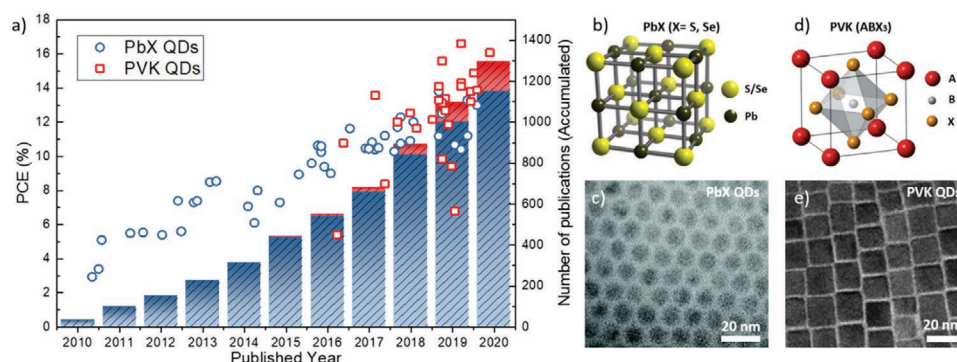 a)
18
16
14
12
10
8
6
4
2
0
PCE (%)
PbX QDs
PVK QDs
1400
1200
1000
800
600
400
200
0
Number of publications (Accumulated)
2010 2011 2012 2013 2014 2015 2016 2017 2018 2019 2020
Published Year
b) PbX (X= S, Se)
S/Se
Pb
c) PbX QDs
20 nm
d) PVK (ABX₃)
A
B
X
e) PVK QDs
20 nm